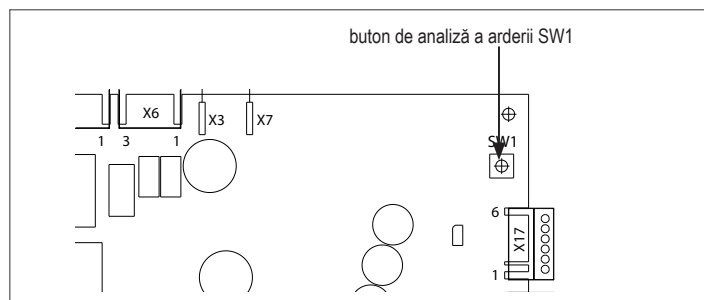 buton de analiză a arderii SW1
X6
X3
X7
1
3
1
SW1
6
X17
1